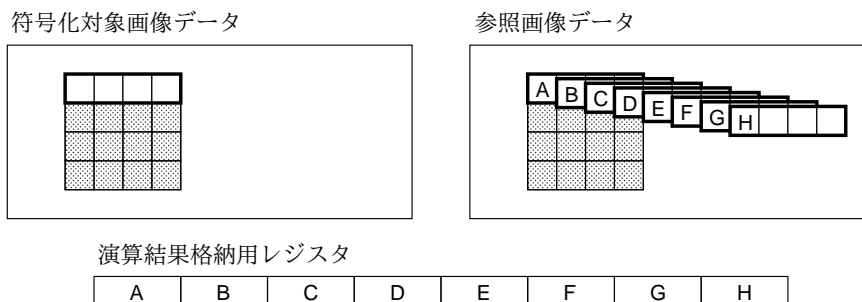 符号化対象画像データ
参照画像データ
A B C D E F G H
演算結果格納用レジスタ
A B C D E F G H